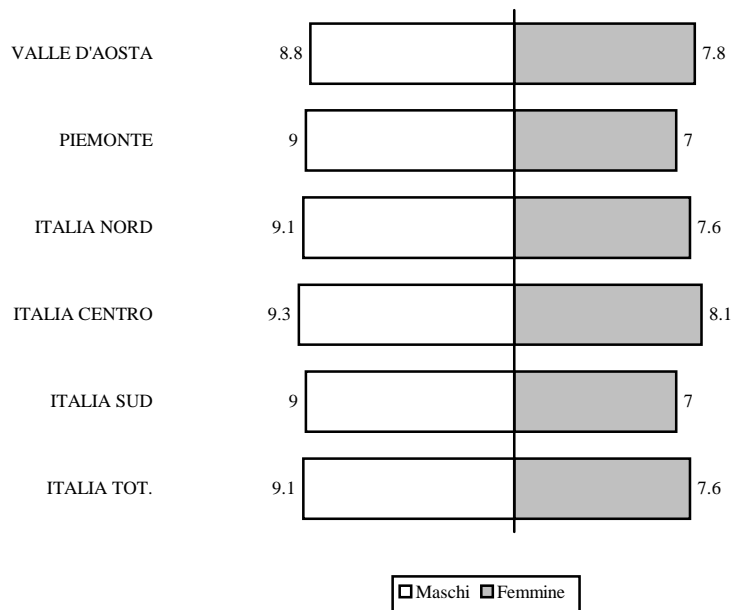 VALLE D'AOSTA 8.8 7.8
PIEMONTE 9 7
ITALIA NORD 9.1 7.6
ITALIA CENTRO 9.3 8.1
ITALIA SUD 9 7
ITALIA TOT. 9.1 7.6
Maschi Femmine